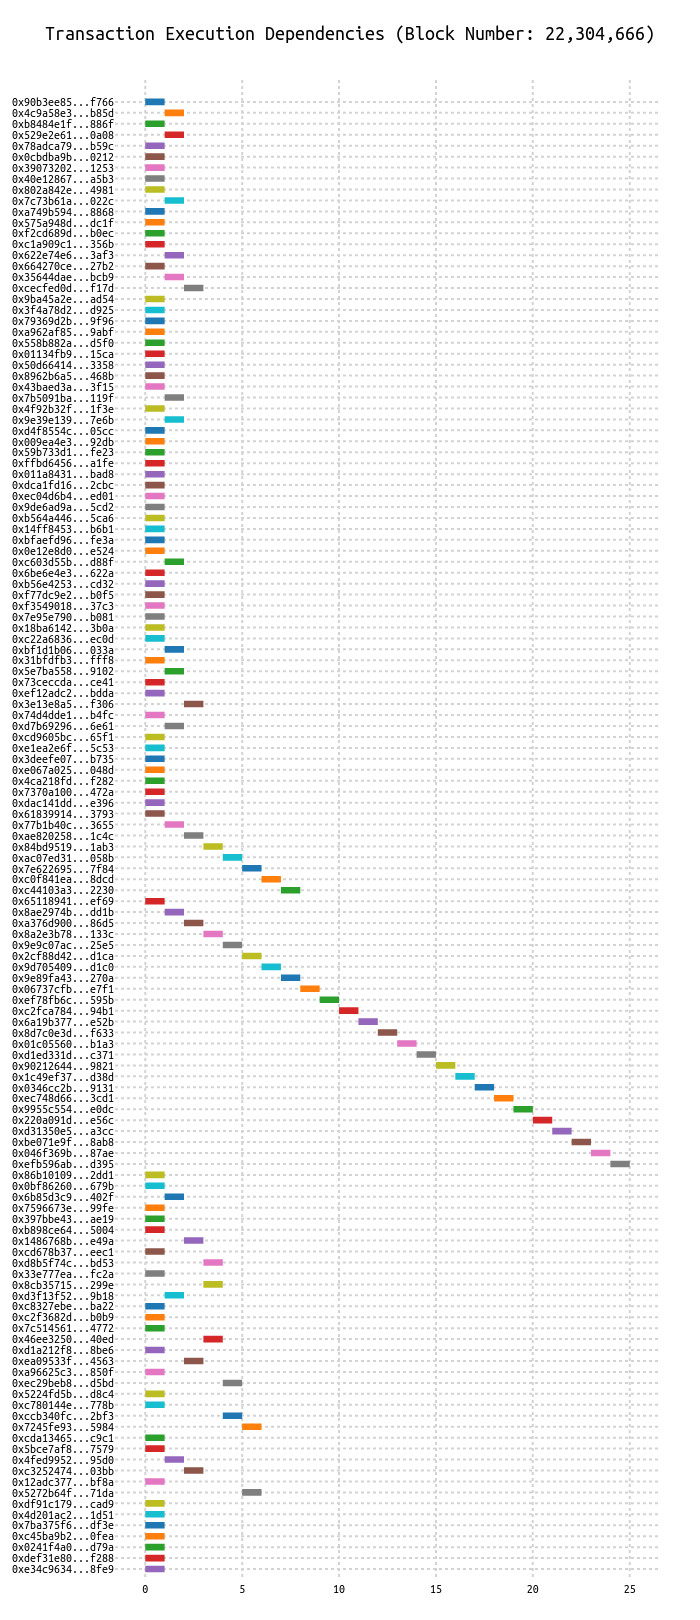 Transaction Execution Dependencies (Block Number: 22,304,666)
0x90b3ee85...f766
0x4c9a58e3...b85d
0xb8484e1f...886f
0x529e2e61...0a08
0x78adca79...b59c
0x0cbdba9b...0212
0x39073202...1253
0x40e12867...a5b3
0x802a842e...4981
0x7c73b61a...022c
0xa749b594...8868
0x575a948d...dc1f
0xf2cd689d...b0ec
0xc1a909c1...356b
0x622e74e6...3af3
0x664270ce...27b2
0x35644dae...bcb9
0xcecfed0d...f17d
0x9ba45a2e...ad54
0x3f4a78d2...d925
0x79369d2b...9f96
0xa962af85...9abf
0x558b882a...d5f0
0x01134fb9...15ca
0x50d66414...3358
0x8962b6a5...468b
0x43baed3a...3f15
0x7b5091ba...119f
0x4f92b32f...1f3e
0x9e39e139...7e6b
0xd4f8554c...05cc
0x009ea4e3...92db
0x59b733d1...fe23
0xffbd6456...a1fe
0x011a8431...bad8
0xdca1fd16...2cbc
0xec04d6b4...ed01
0x9de6ad9a...5cd2
0xb564a446...5ca6
0x14ff8453...b6b1
0xbfaefd96...fe3a
0x0e12e8d0...e524
0xc603d55b...d88f
0x6be6e4e3...622a
0xb56e4253...cd32
0xf77dc9e2...b0f5
0xf3549018...37c3
0x7e95e790...b081
0x18ba6142...3b0a
0xc22a6836...ec0d
0xbf1d1b06...033a
0x31bfdfb3...fff8
0x5e7ba558...9102
0x73ceccda...ce41
0xef12adc2...bdda
0x3e13e8a5...f306
0x74d4dde1...b4fc
0xd7b69296...6e61
0xcd9605bc...65f1
0xe1ea2e6f...5c53
0x3deefe07...b735
0xe067a025...048d
0x4ca218fd...f282
0x7370a100...472a
0xdac141dd...e396
0x61839914...3793
0x77b1b40c...3655
0xae820258...1c4c
0x84bd9519...1ab3
0xac07ed31...058b
0x7e622695...7f84
0xc0f841ea...8dcd
0xc44103a3...2230
0x65118941...ef69
0x8ae2974b...dd1b
0xa376d900...86d5
0x8a2e3b78...133c
0x9e9c07ac...25e5
0x2cf88d42...d1ca
0x9d705409...d1c0
0x9e89fa43...270a
0x06737cfb...e7f1
0xef78fb6c...595b
0xc2fca784...94b1
0x6a19b377...e52b
0x8d7c0e3d...f633
0x01c05560...b1a3
0xd1ed331d...c371
0x90212644...9821
0x1c49ef37...d38d
0x0346cc2b...9131
0xec748d66...3cd1
0x9955c554...e0dc
0x220a091d...e56c
0xd31350e5...a3cc
0xbe071e9f...8ab8
0x046f369b...87ae
0xefb596ab...d395
0x86b10109...2dd1
0x0bf86260...679b
0x6b85d3c9...402f
0x7596673e...99fe
0x397bbe43...ae19
0xb898ce64...5004
0x1486768b...e49a
0xcd678b37...eec1
0xd8b5f74c...bd53
0x33e777ea...fc2a
0x8cb35715...299e
0xd3f13f52...9b18
0xc8327ebe...ba22
0xc2f3682d...b0b9
0x7c514561...4772
0x46ee3250...40ed
0xd1a212f8...8be6
0xea09533f...4563
0xa96625c3...850f
0xec29beb8...d5bd
0x5224fd5b...d8c4
0xc780144e...778b
0xccb340fc...2bf3
0x7245fe93...5984
0xcda13465...c9c1
0x5bce7af8...7579
0x4fed9952...95d0
0xc3252474...03bb
0x12adc377...bf8a
0x5272b64f...71da
0xdf91c179...cad9
0x4d201ac2...1d51
0x7ba375f6...df3e
0xc45ba9b2...0fea
0x0241f4a0...d79a
0xdef31e80...f288
0xe34c9634...8fe9
0 5 10 15 20 25